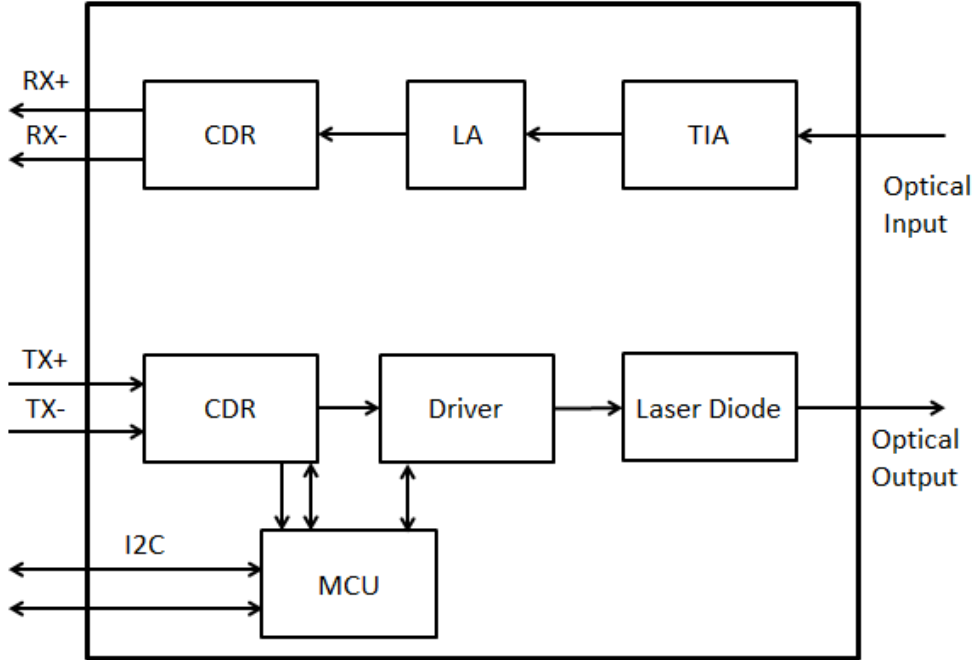 RX+
RX-
CDR
LA
TIA
Optical
Input
TX+
TX-
CDR
Driver
Laser Diode
Optical
Output
I2C
MCU